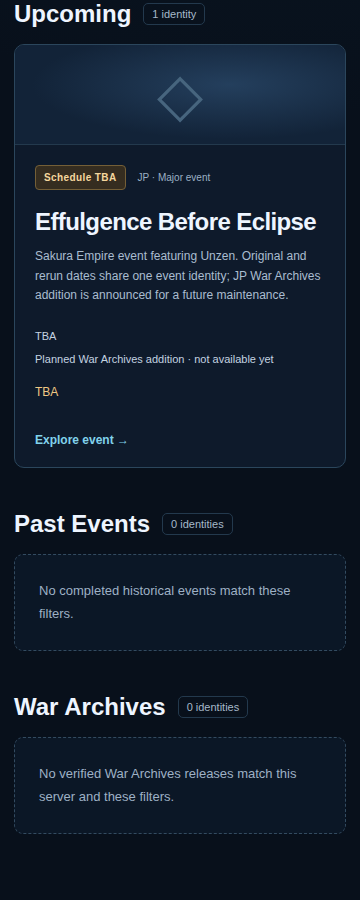 Upcoming 1 identity
Schedule TBA JP · Major event
Effulgence Before Eclipse
Sakura Empire event featuring Unzen. Original and
rerun dates share one event identity; JP War Archives
addition is announced for a future maintenance.
TBA
Planned War Archives addition · not available yet
TBA
Explore event →
Past Events 0 identities
No completed historical events match these
filters.
War Archives 0 identities
No verified War Archives releases match this
server and these filters.